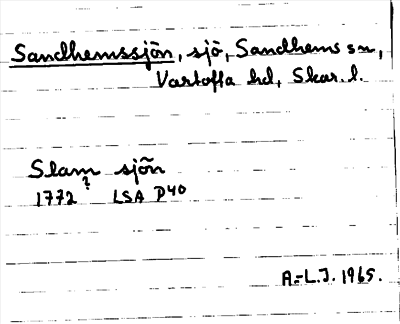 Sandhemssjön, sjö, Sandhems sn,
Vartofta hd, Skar. l.
Slam sjön
?
1772 LSA P40
A.-L.J. 1965.